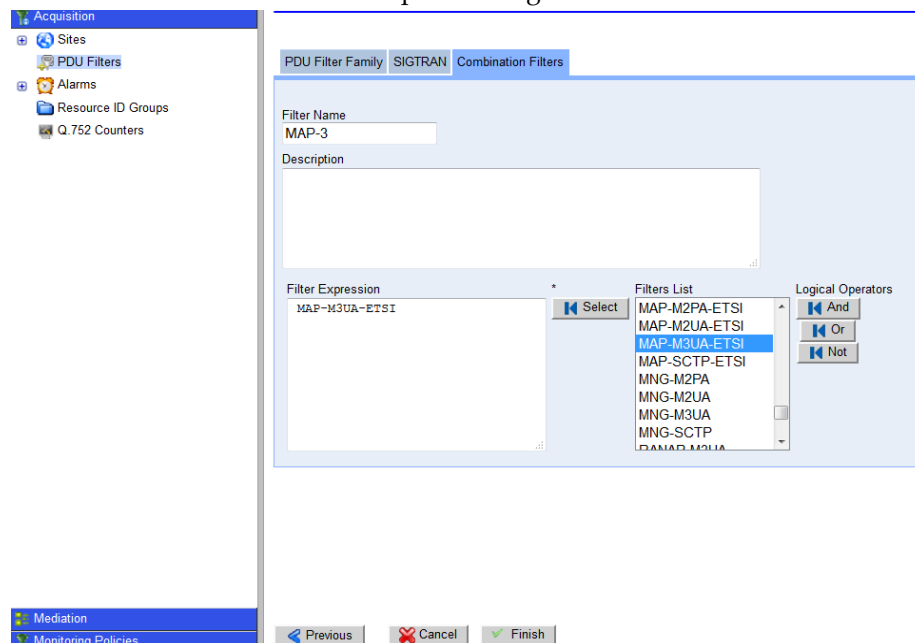 Acquisition
Sites
PDU Filters
Alarms
Resource ID Groups
Q.752 Counters
PDU Filter Family SIGTRAN Combination Filters
Filter Name
MAP-3
Description
Filter Expression * Filters List Logical Operators
MAP-M3UA-ETSI
Select
MAP-M2PA-ETSI
MAP-M2UA-ETSI
MAP-M3UA-ETSI
MAP-SCTP-ETSI
MNG-M2PA
MNG-M2UA
MNG-M3UA
MNG-SCTP
RANAP-M3UA
And
Or
Not
Mediation
Monitoring Policies
Previous Cancel Finish